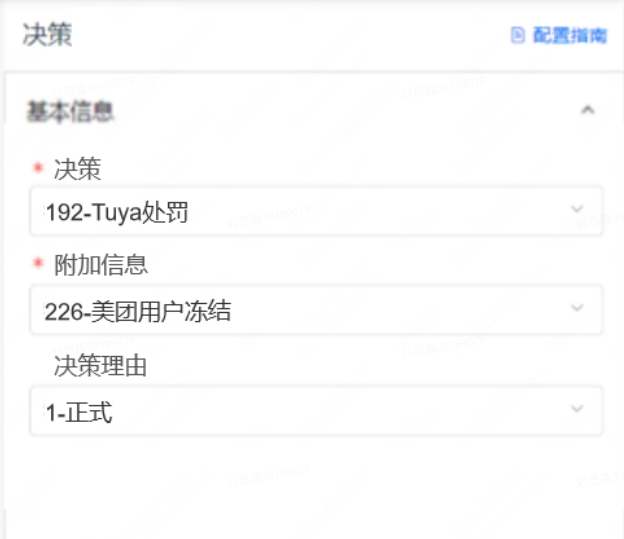 决策
配置指南
基本信息
* 决策
192-Tuya处罚
* 附加信息
226-美团用户冻结
决策理由
1-正式